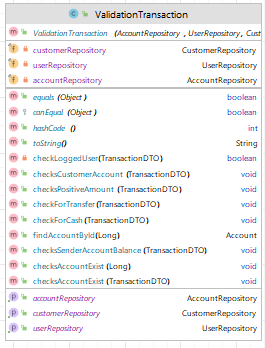 ValidationTransaction
ValidationTransaction (AccountRepository, UserRepository, Cust
customerRepository CustomerRepository
userRepository UserRepository
accountRepository AccountRepository
equals (Object) boolean
canEqual (Object) boolean
hashCode () int
toString() String
checkLoggedUser(TransactionDTO) boolean
checksCustomerAccount (TransactionDTO) void
checksPositiveAmount (TransactionDTO) void
checkForTransfer(TransactionDTO) void
checkForCash(TransactionDTO) void
findAccountById(Long) Account
checksSenderAccountBalance (TransactionDTO) void
checksAccountExist (Long) void
checksAccountExist (TransactionDTO) void
accountRepository AccountRepository
customerRepository CustomerRepository
userRepository UserRepository